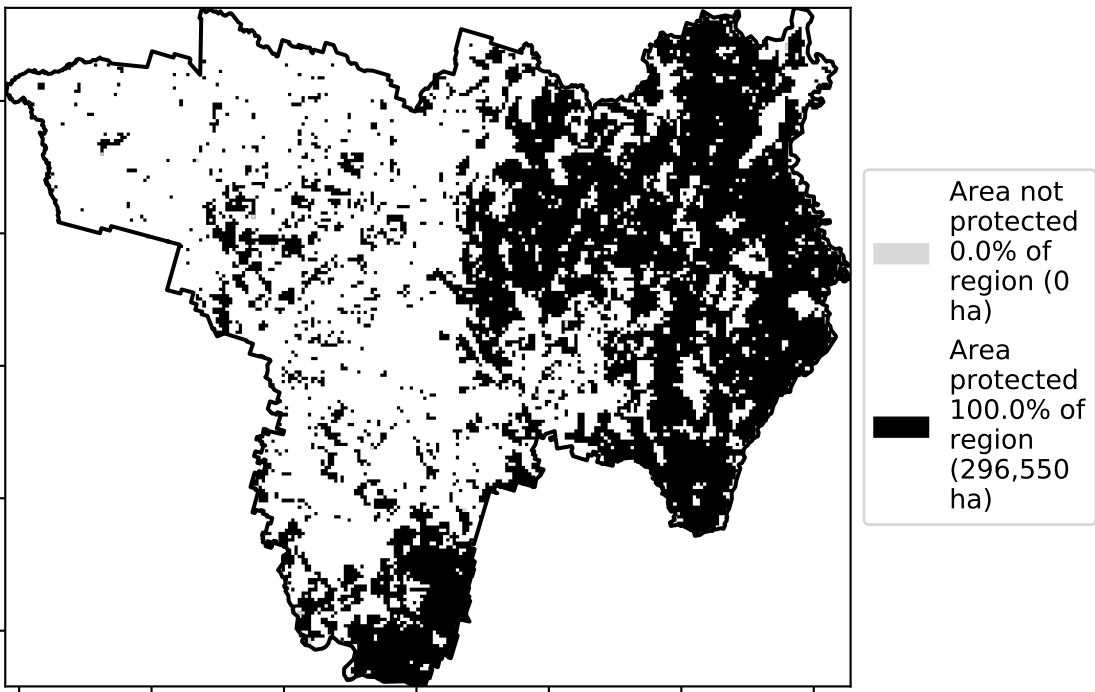 Area not
protected
0.0% of
region (0
ha)
Area
protected
100.0% of
region
(296,550
ha)